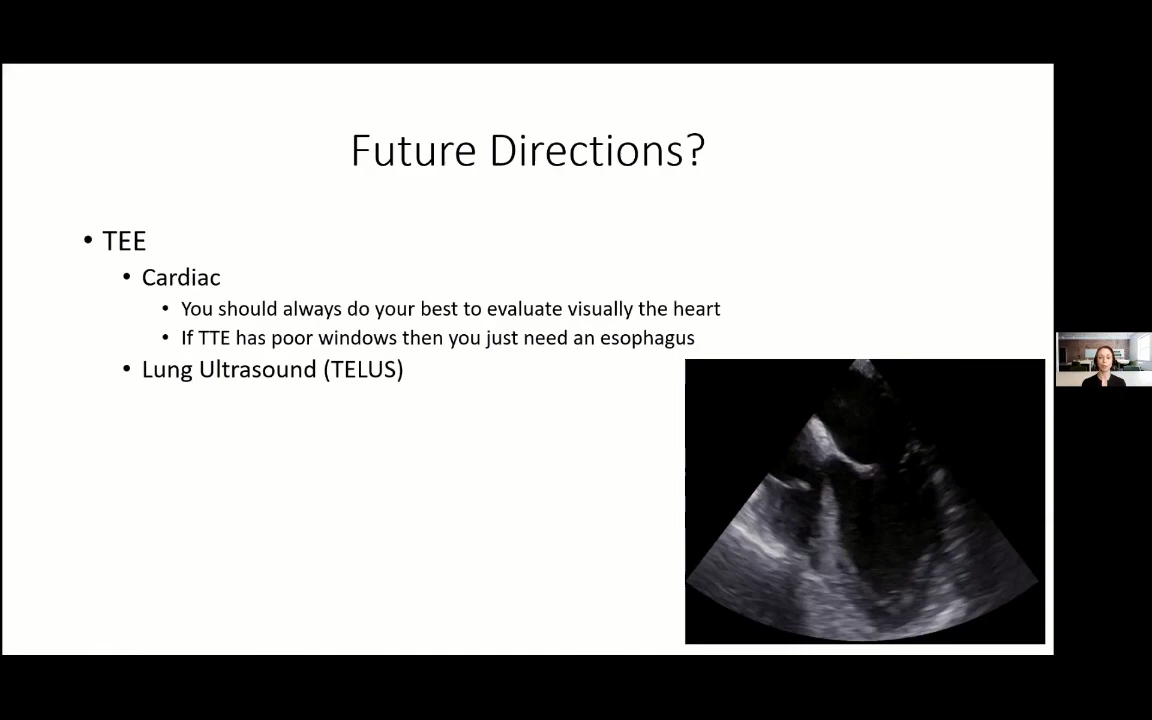 Future Directions?
• TEE
• Cardiac
• You should always do your best to evaluate visually the heart
• If TTE has poor windows then you just need an esophagus
• Lung Ultrasound (TELUS)